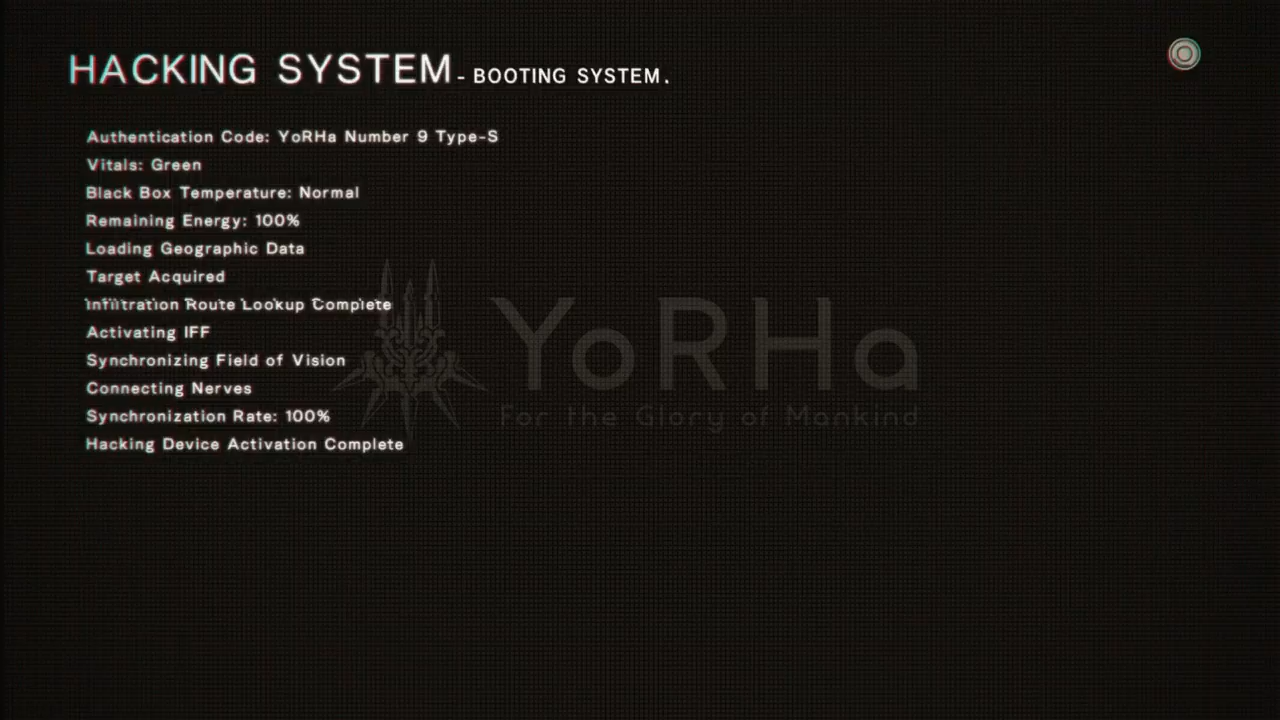 HACKING SYSTEM - BOOTING SYSTEM.
Authentication Code: YoRHa Number 9 Type-S
Vitals: Green
Black Box Temperature: Normal
Remaining Energy: 100%
Loading Geographic Data
Target Acquired
Infiltration Route Lookup Complete
Activating IFF
Synchronizing Field of Vision
Connecting Nerves
Synchronization Rate: 100%
Hacking Device Activation Complete
YoRHa
For the Glory of Mankind